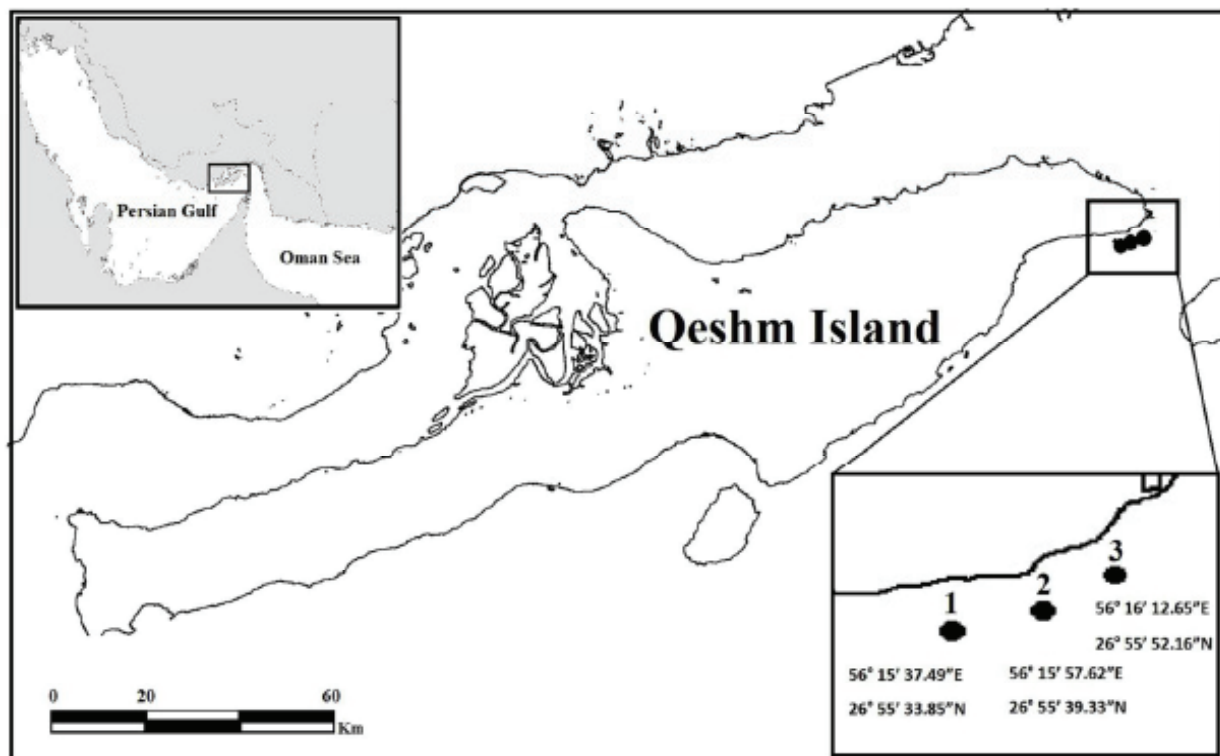 Persian Gulf
Oman Sea
Qeshm Island
3
2
1
56° 16′ 12.65″E
26° 55′ 52.16″N
56° 15′ 37.49″E
56° 15′ 57.62″E
26° 55′ 33.85″N
26° 55′ 39.33″N
0 20 60
Km